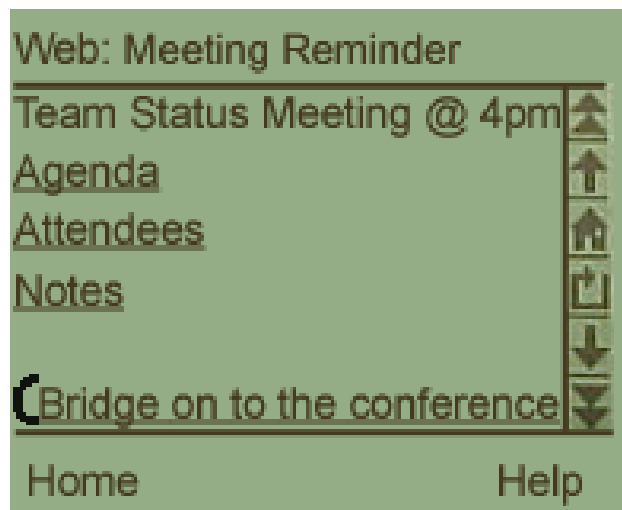 Web: Meeting Reminder
Team Status Meeting @ 4pm
Agenda
Attendees
Notes
Bridge on to the conference
Home Help